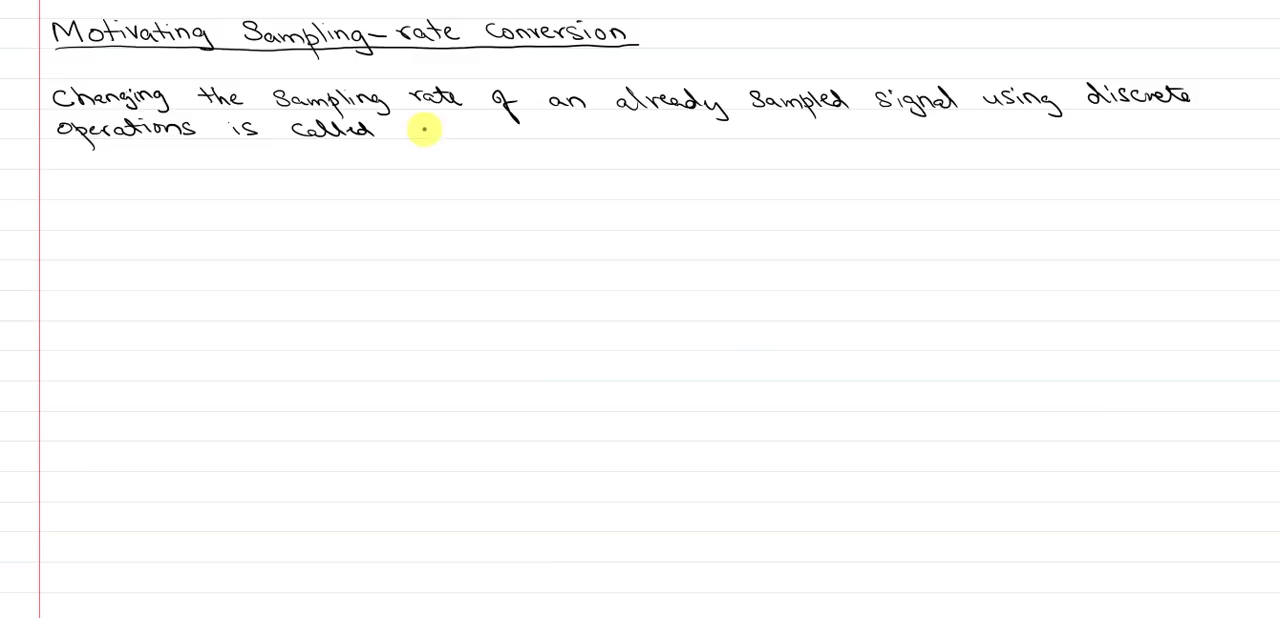 Motivating Sampling-rate conversion
Changing the sampling rate of an already sampled signal using discrete
operations is called